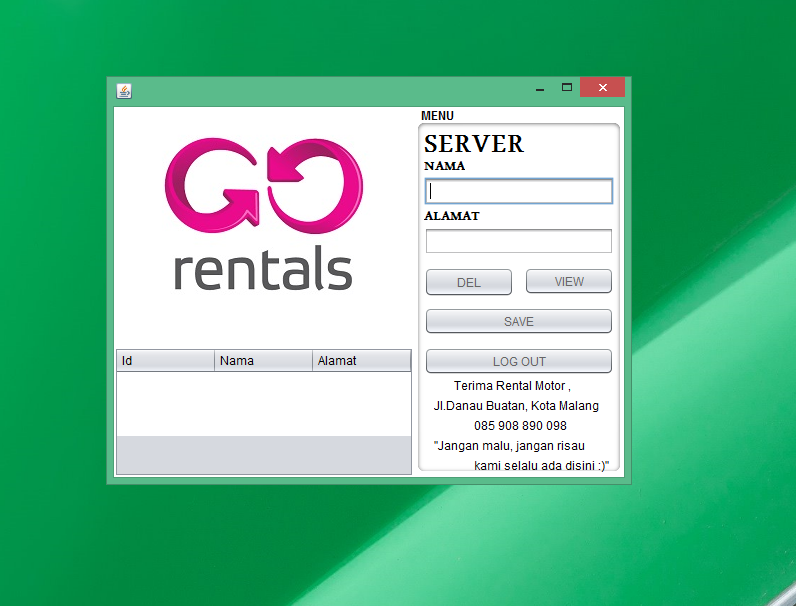 GO
rentals
Id Nama Alamat
MENU
SERVER
NAMA
ALAMAT
DEL VIEW
SAVE
LOG OUT
Terima Rental Motor ,
Jl.Danau Buatan, Kota Malang
085 908 890 098
"Jangan malu, jangan risau
kami selalu ada disini :)"